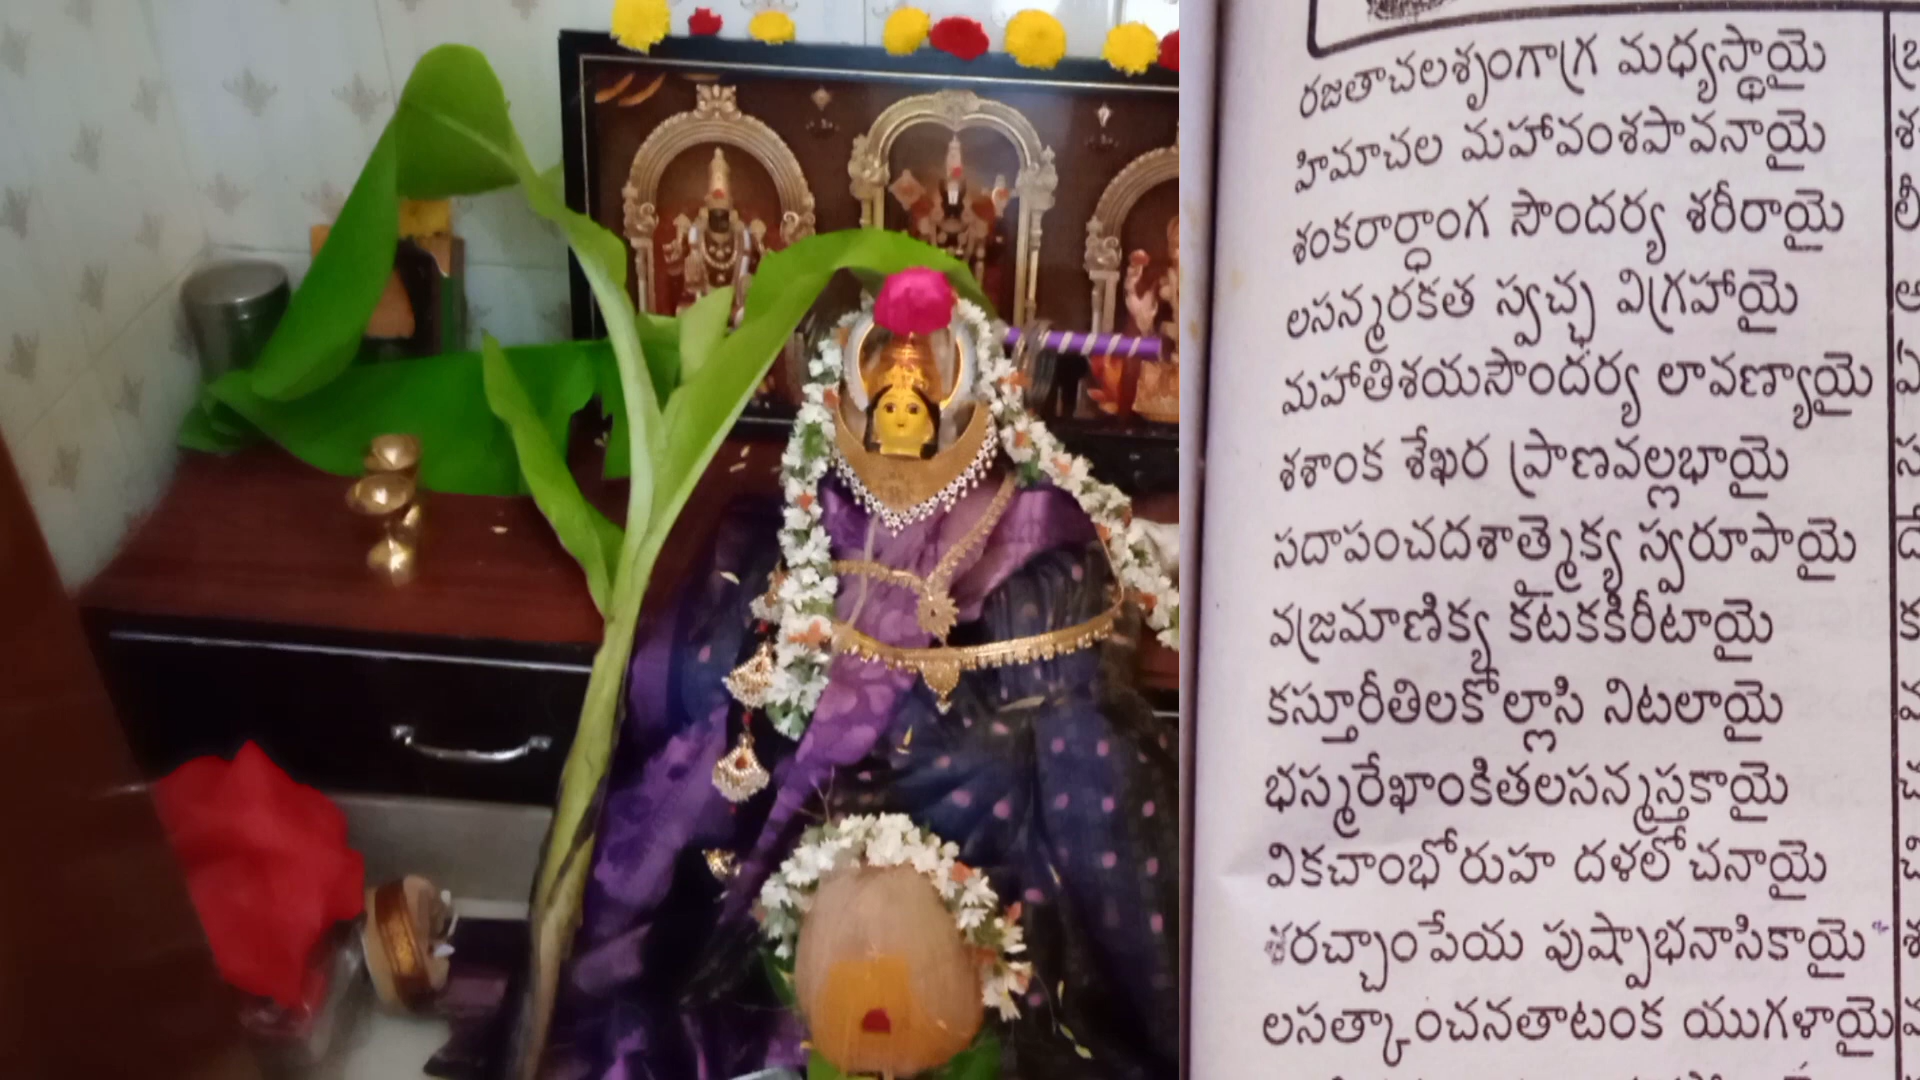 రజతాచలశృంగాగ్ర మధ్యస్థాయై
హిమాచల మహావంశపావనాయై
శంకరార్ధాంగ సౌందర్య శరీరాయై
లసన్మరకత స్వచ్ఛ విగ్రహాయై
మహాతిశయసౌందర్య లావణ్యాయై
శశాంక శేఖర ప్రాణవల్లభాయై
సదాపంచదశాత్మైక్య స్వరూపాయై
వజ్రమాణిక్య కటకకిరీటాయై
కస్తూరీతిలకోల్లాసి నిటలాయై
భస్మరేఖాంకితలసన్మస్తకాయై
వికచాంభోరుహ దళలోచనాయై
శరచ్చాంపేయ పుష్పాభనాసికాయై
లసత్కాంచనతాటంక యుగళాయై